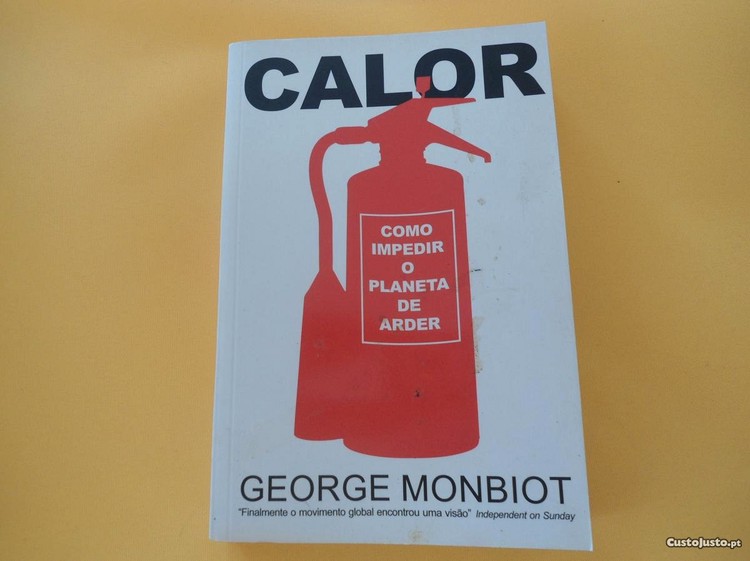 CALOR
COMO
IMPEDIR
O
PLANETA
DE
ARDER
GEORGE MONBIOT
"Finalmente o movimento global encontrou uma visão" Independent on Sunday
CustoJusto.pt